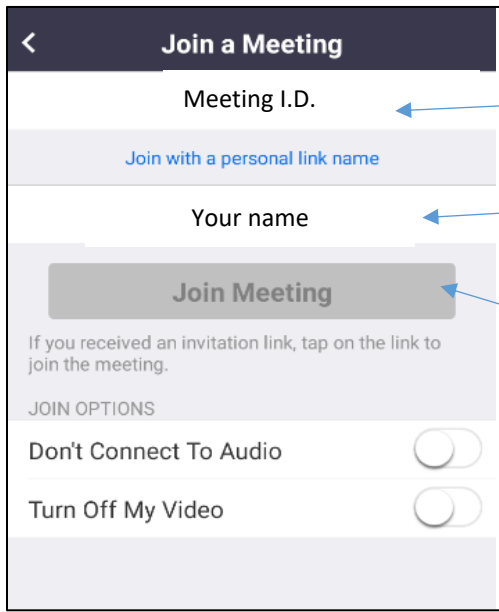 Join a Meeting
Meeting I.D.
Join with a personal link name
Your name
Join Meeting
If you received an invitation link, tap on the link to
join the meeting.
JOIN OPTIONS
Don't Connect To Audio
Turn Off My Video